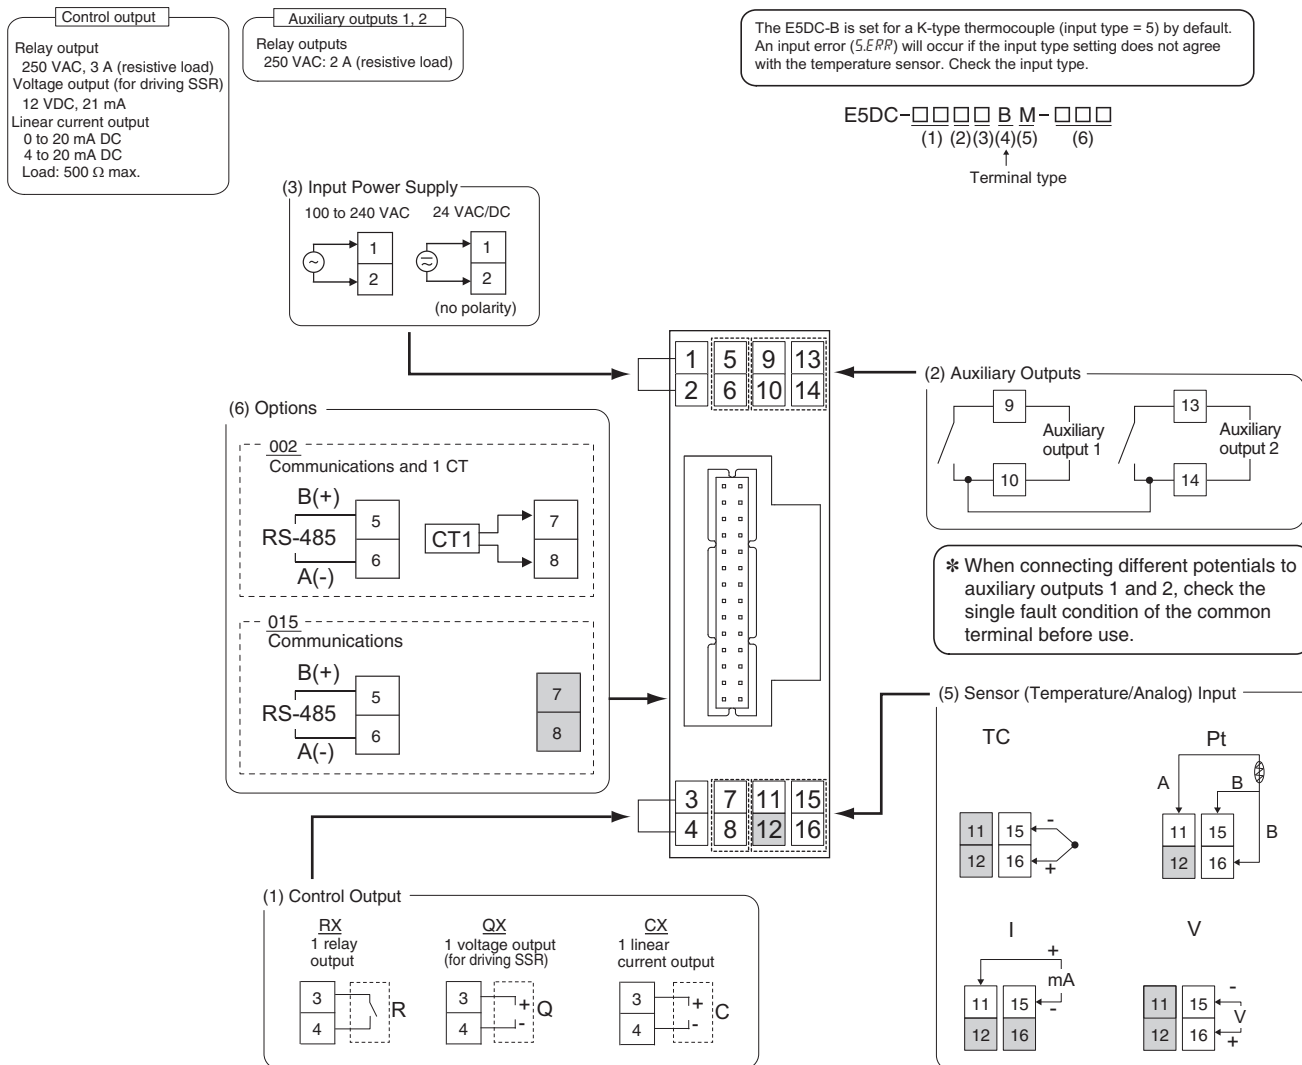 Control output
Relay output
250 VAC, 3 A (resistive load)
Voltage output (for driving SSR)
12 VDC, 21 mA
Linear current output
0 to 20 mA DC
4 to 20 mA DC
Load: 500 Ω max.
Auxiliary outputs 1, 2
Relay outputs
250 VAC: 2 A (resistive load)
The E5DC-B is set for a K-type thermocouple (input type = 5) by default.
An input error (S.ERR) will occur if the input type setting does not agree
with the temperature sensor. Check the input type.
E5DC-□□□□ B M-□□□
(1) (2)(3)(4)(5) (6)
Terminal type
(3) Input Power Supply
100 to 240 VAC 24 VAC/DC
1 1
2 2
(no polarity)
1 5 9 13
2 6 10 14
(2) Auxiliary Outputs
9 13
Auxiliary output 1
Auxiliary output 2
10 14
(6) Options
002
Communications and 1 CT
B(+)
5 7
RS-485 CT1
6 8
A(-)
015
Communications
B(+)
5 7
RS-485
6 8
A(-)
✻ When connecting different potentials to
auxiliary outputs 1 and 2, check the
single fault condition of the common
terminal before use.
3 7 11 15
4 8 12 16
(5) Sensor (Temperature/Analog) Input
TC Pt
A B
11 15 - 11 15
B
12 16 + 12 16
I V
+
mA
11 15 - 11 15 -
V
12 16 12 16 +
(1) Control Output
RX QX CX
1 relay
output
1 voltage output
(for driving SSR)
1 linear
current output
3 3 + 3 +
R Q C
4 4 - 4 -